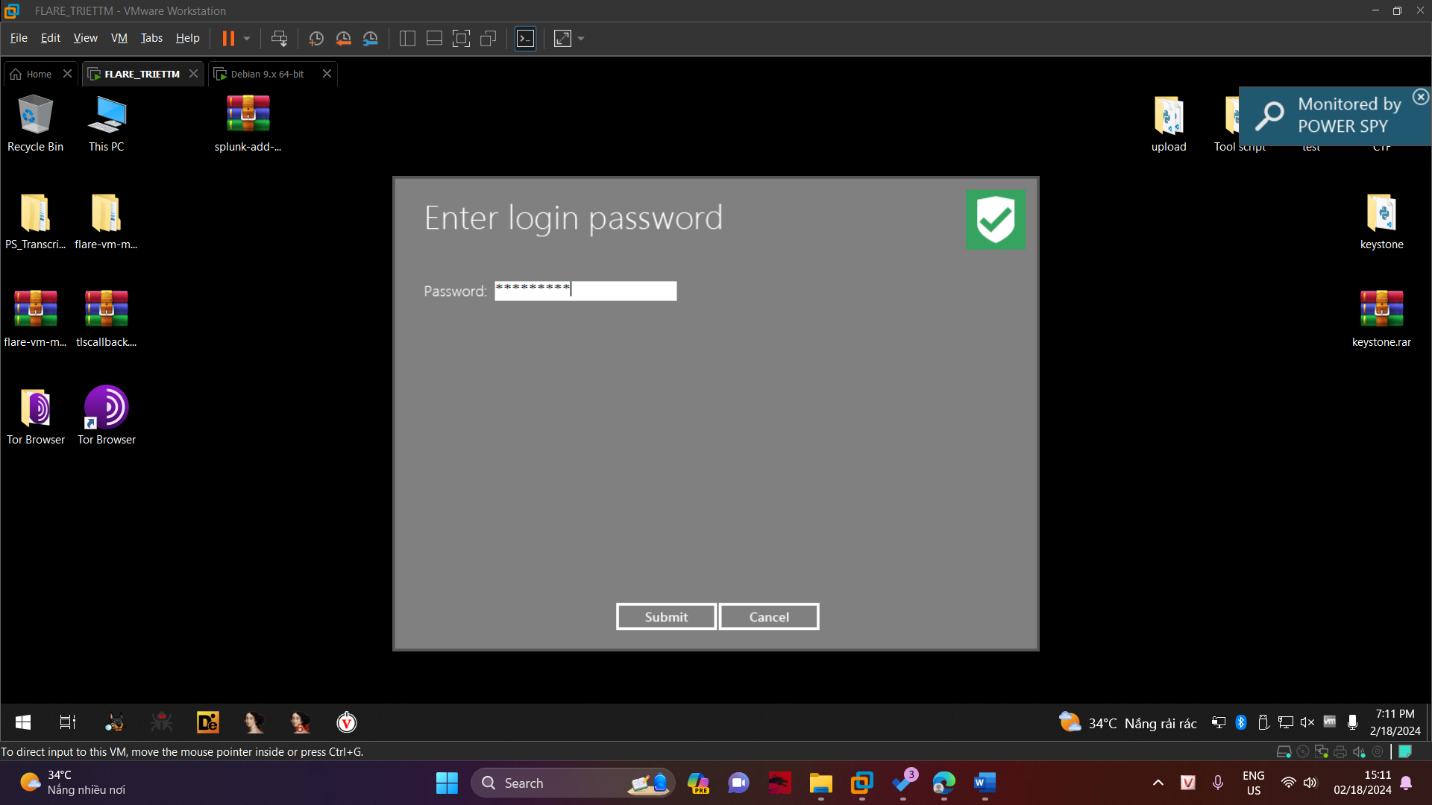 FLARE_TRIETTM - VMware Workstation
File Edit View VM Tabs Help
Home FLARE_TRIETTM Debian 9.x 64-bit
Monitored by
POWER SPY
Recycle Bin This PC splunk-add-... upload Tool script test CTF
Enter login password
PS_Transcri... flare-vm-m... keystone
Password: *********
flare-vm-m... tlscallback.... keystone.rar
Tor Browser Tor Browser
Submit Cancel
34°C Nắng rải rác
7:11 PM
2/18/2024
To direct input to this VM, move the mouse pointer inside or press Ctrl+G.
34°C
Nắng nhiều nơi
Search
PRE
3
ENG
US
15:11
02/18/2024